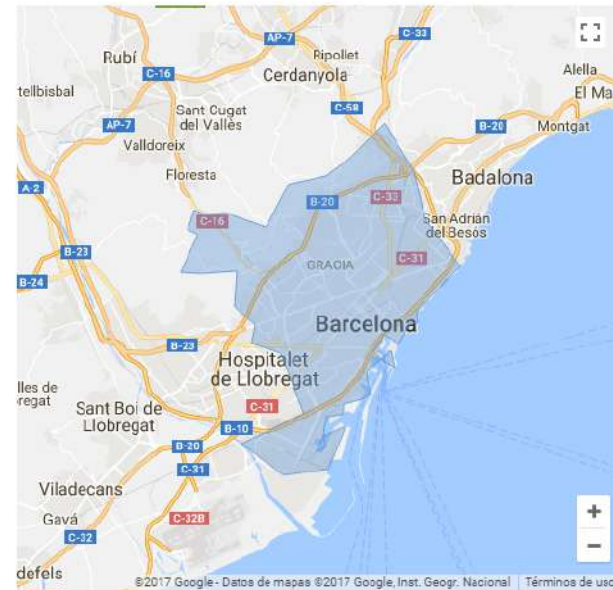 AP-7
C-33
Ripollet
Rubí
Alella
C-16
Cerdanyola
tellbisbal
El Ma
Sant Cugat
del Vallès
C-58
AP-7
B-20
Montgat
Valldoreix
Floresta
Badalona
A-2
B-20
C-33
San Adrián
del Besós
C-16
B-23
C-31
GRACIA
B-24
Barcelona
B-23
Hospitalet
de Llobregat
lles de
bregat
Sant Boi de
Llobregat
C-31
B-10
B-20
C-31
Viladecans
Gavá
C-32B
C-32
defels
+
−
©2017 Google - Datos de mapas ©2017 Google, Inst. Geogr. Nacional
Términos de uso